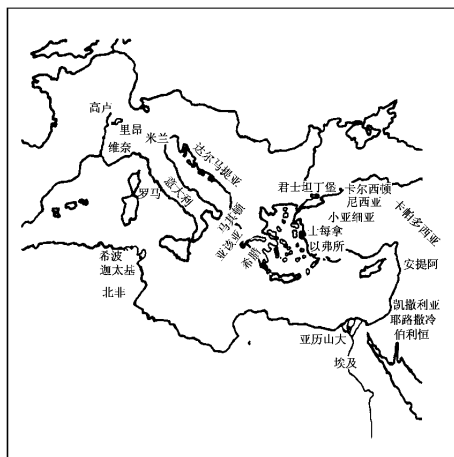 高卢
里昂
米兰
维奈
达尔马提亚
罗马
意大利
马其顿
亚该亚
希腊
君士坦丁堡
卡尔西顿
尼西亚
小亚细亚
卡帕多西亚
士每拿
以弗所
安提阿
希波
迦太基
北非
凯撒利亚
耶路撒冷
伯利恒
亚历山大
埃及